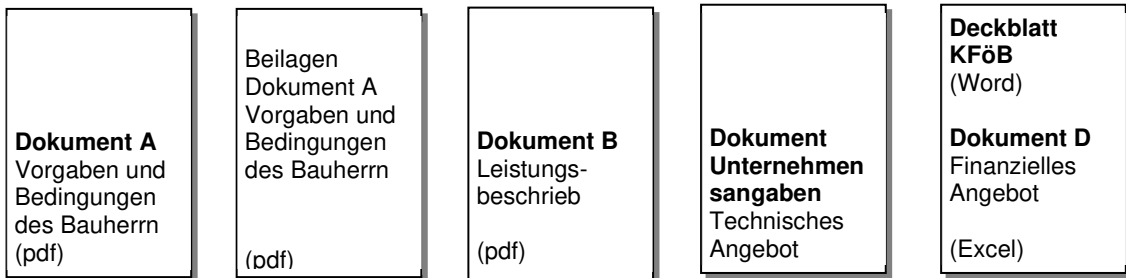 Dokument A
Vorgaben und
Bedingungen
des Bauherrn
(pdf)
Beilagen
Dokument A
Vorgaben und
Bedingungen
des Bauherrn
(pdf)
Dokument B
Leistungs-
beschrieb
(pdf)
Dokument
Unternehmen
sangaben
Technisches
Angebot
Deckblatt
KFöB
(Word)
Dokument D
Finanzielles
Angebot
(Excel)